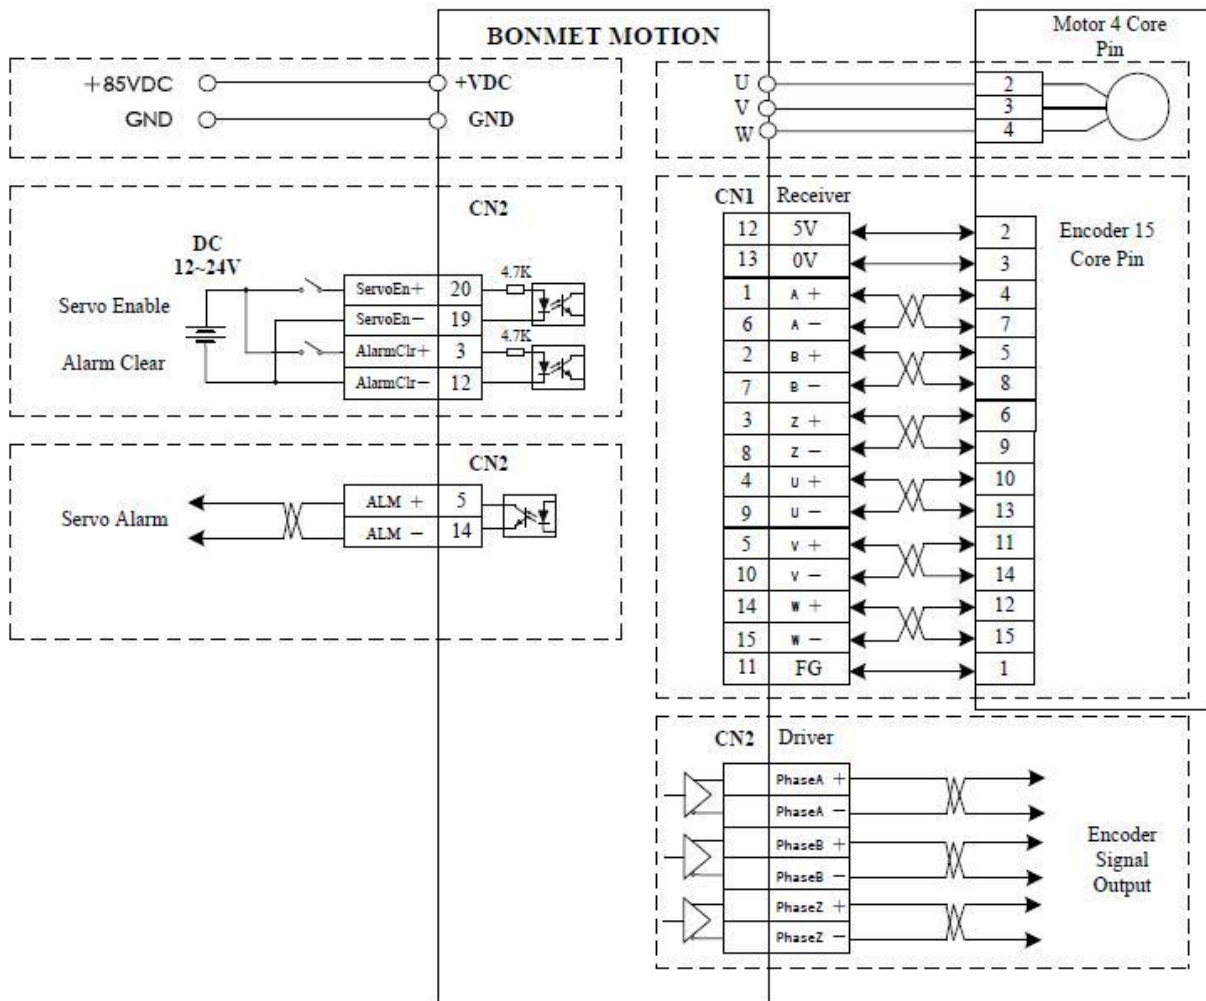 BONMET MOTION
Motor 4 Core
Pin
+85VDC
+VDC
GND
GND
U
V
W
2
3
4
CN2
DC
12~24V
Servo Enable
Alarm Clear
ServoEn+ 20
ServoEn− 19
AlarmClr+ 3
AlarmClr− 12
4.7K
4.7K
CN2
Servo Alarm
ALM + 5
ALM − 14
CN1 Receiver
Encoder 15
Core Pin
12 5V 2
13 0V 3
1 A + 4
6 A − 7
2 B + 5
7 B − 8
3 Z + 6
8 Z − 9
4 U + 10
9 U − 13
5 V + 11
10 V − 14
14 W + 12
15 W − 15
11 FG 1
CN2 Driver
PhaseA +
PhaseA −
PhaseB +
PhaseB −
PhaseZ +
PhaseZ −
Encoder
Signal
Output